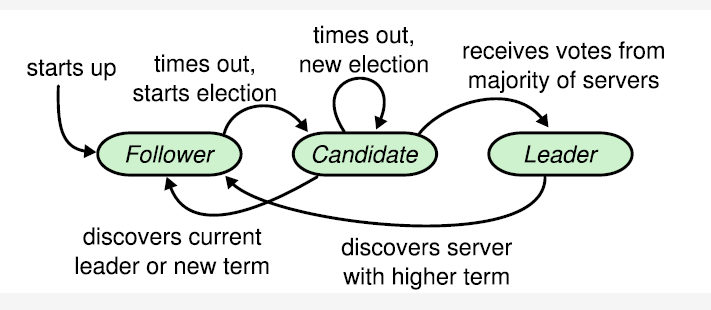 starts up
times out,
starts election
times out,
new election
receives votes from
majority of servers
Follower
Candidate
Leader
discovers current
leader or new term
discovers server
with higher term